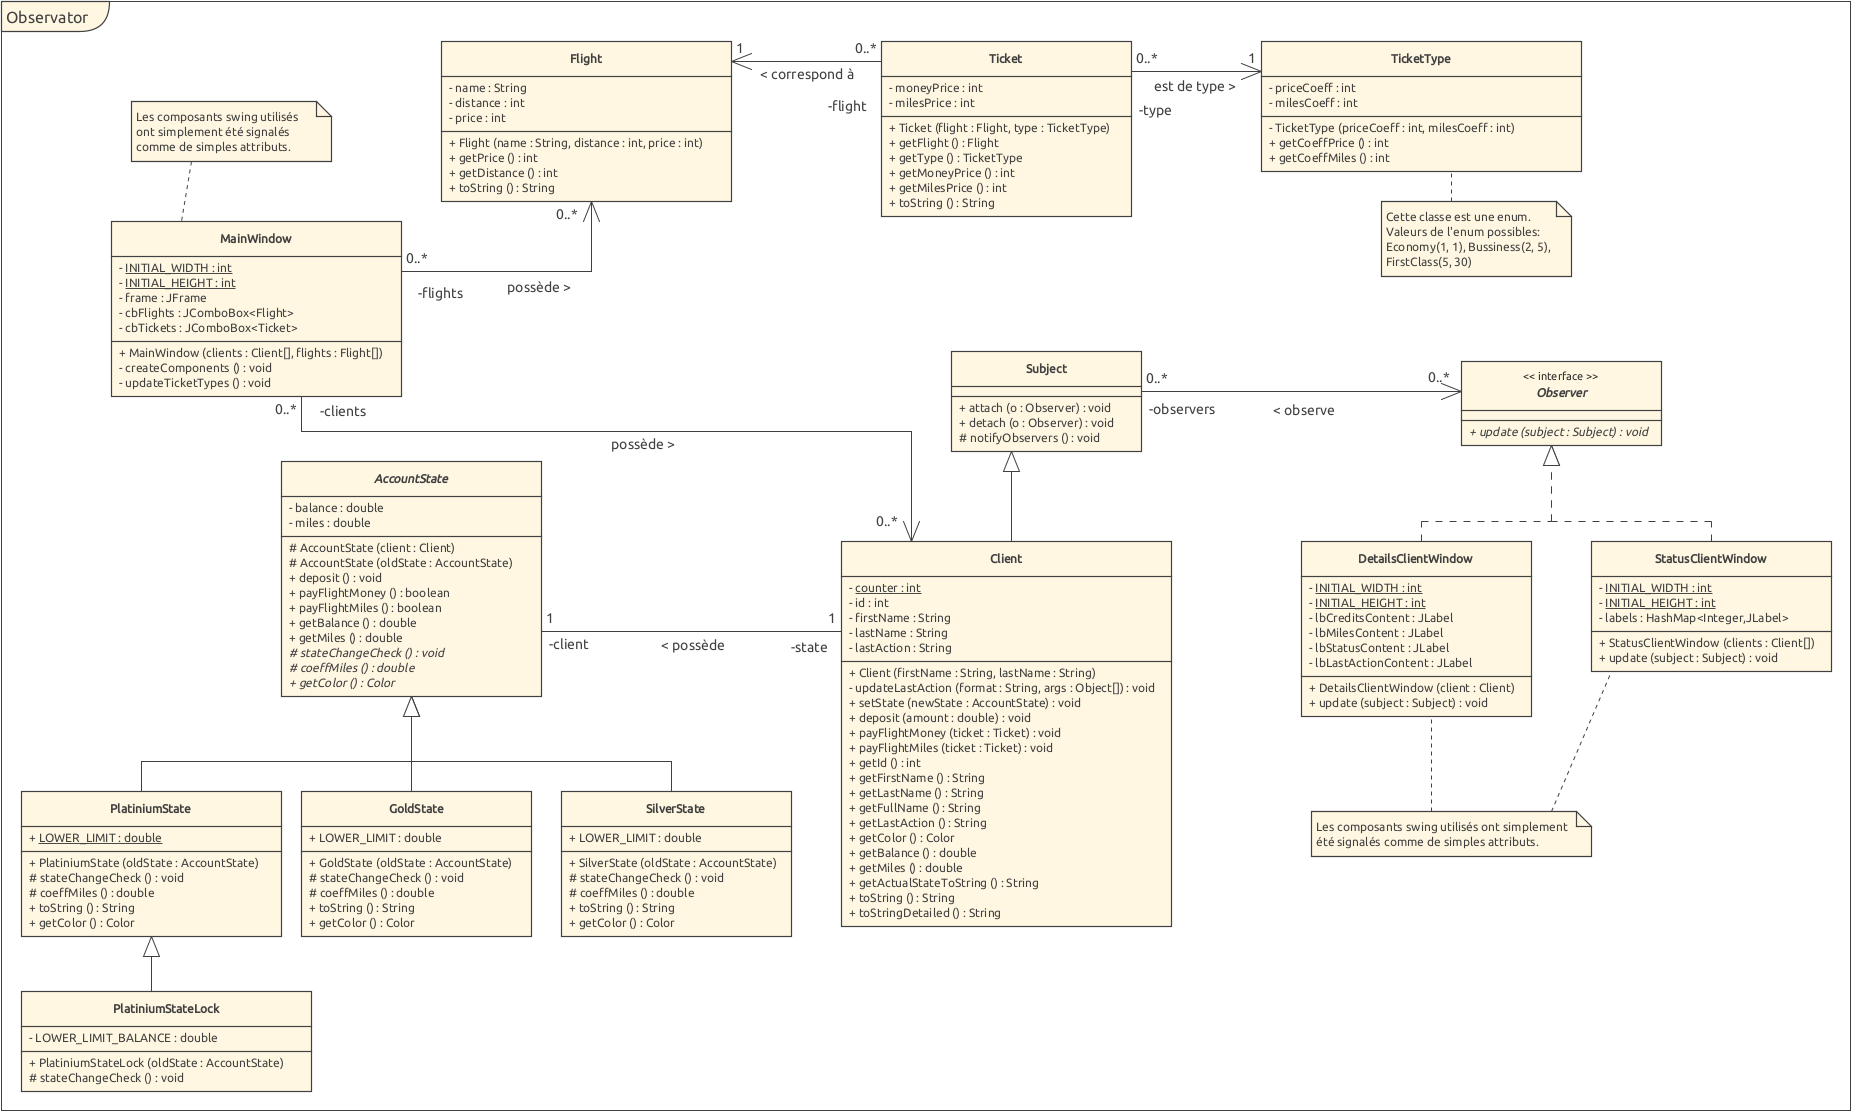 Observator
Flight
- name : String
- distance : int
- price : int
+ Flight (name : String, distance : int, price : int)
+ getPrice () : int
+ getDistance () : int
+ toString () : String
1
0..*
< correspond à
-flight
Ticket
- moneyPrice : int
- milesPrice : int
+ Ticket (flight : Flight, type : TicketType)
+ getFlight () : Flight
+ getType () : TicketType
+ getMoneyPrice () : int
+ getMilesPrice () : int
+ toString () : String
0..*
1
est de type >
-type
TicketType
- priceCoeff : int
- milesCoeff : int
- TicketType (priceCoeff : int, milesCoeff : int)
+ getCoeffPrice () : int
+ getCoeffMiles () : int
Cette classe est une enum.
Valeurs de l'enum possibles:
Economy(1, 1), Bussiness(2, 5),
FirstClass(5, 30)
Les composants swing utilisés
ont simplement été signalés
comme de simples attributs.
MainWindow
- INITIAL_WIDTH : int
- INITIAL_HEIGHT : int
- frame : JFrame
- cbFlights : JComboBox<Flight>
- cbTickets : JComboBox<Ticket>
+ MainWindow (clients : Client[], flights : Flight[])
- createComponents () : void
- updateTicketTypes () : void
0..*
0..*
-flights
possède >
0..*
-clients
possède >
0..*
Subject
+ attach (o : Observer) : void
+ detach (o : Observer) : void
# notifyObservers () : void
0..*
0..*
-observers
< observe
<< interface >>
Observer
+ update (subject : Subject) : void
AccountState
- balance : double
- miles : double
# AccountState (client : Client)
# AccountState (oldState : AccountState)
+ deposit () : void
+ payFlightMoney () : boolean
+ payFlightMiles () : boolean
+ getBalance () : double
+ getMiles () : double
# stateChangeCheck () : void
# coeffMiles () : double
+ getColor () : Color
1
1
-client
< possède
-state
Client
- counter : int
- id : int
- firstName : String
- lastName : String
- lastAction : String
+ Client (firstName : String, lastName : String)
- updateLastAction (format : String, args : Object[]) : void
+ setState (newState : AccountState) : void
+ deposit (amount : double) : void
+ payFlightMoney (ticket : Ticket) : void
+ payFlightMiles (ticket : Ticket) : void
+ getId () : int
+ getFirstName () : String
+ getLastName () : String
+ getFullName () : String
+ getLastAction () : String
+ getColor () : Color
+ getBalance () : double
+ getMiles () : double
+ getActualStateToString () : String
+ toString () : String
+ toStringDetailed () : String
DetailsClientWindow
- INITIAL_WIDTH : int
- INITIAL_HEIGHT : int
- lbCreditsContent : JLabel
- lbMilesContent : JLabel
- lbStatusContent : JLabel
- lbLastActionContent : JLabel
+ DetailsClientWindow (client : Client)
+ update (subject : Subject) : void
StatusClientWindow
- INITIAL_WIDTH : int
- INITIAL_HEIGHT : int
- labels : HashMap<Integer,JLabel>
+ StatusClientWindow (clients : Client[])
+ update (subject : Subject) : void
Les composants swing utilisés ont simplement
été signalés comme de simples attributs.
PlatiniumState
+ LOWER_LIMIT : double
+ PlatiniumState (oldState : AccountState)
# stateChangeCheck () : void
# coeffMiles () : double
+ toString () : String
+ getColor () : Color
GoldState
+ LOWER_LIMIT : double
+ GoldState (oldState : AccountState)
# stateChangeCheck () : void
# coeffMiles () : double
+ toString () : String
+ getColor () : Color
SilverState
+ LOWER_LIMIT : double
+ SilverState (oldState : AccountState)
# stateChangeCheck () : void
# coeffMiles () : double
+ toString () : String
+ getColor () : Color
PlatiniumStateLock
- LOWER_LIMIT_BALANCE : double
+ PlatiniumStateLock (oldState : AccountState)
# stateChangeCheck () : void